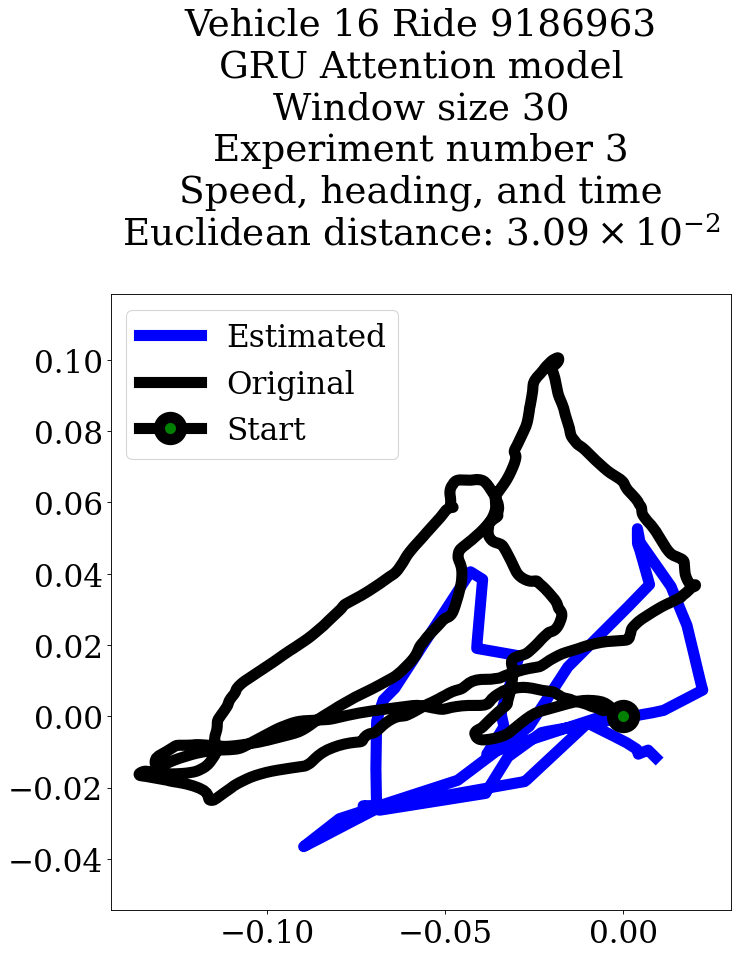 Vehicle 16 Ride 9186963
GRU Attention model
Window size 30
Experiment number 3
Speed, heading, and time
Euclidean distance: 3.09 × 10⁻²
Estimated
Original
Start
0.10
0.08
0.06
0.04
0.02
0.00
−0.02
−0.04
−0.10 −0.05 0.00